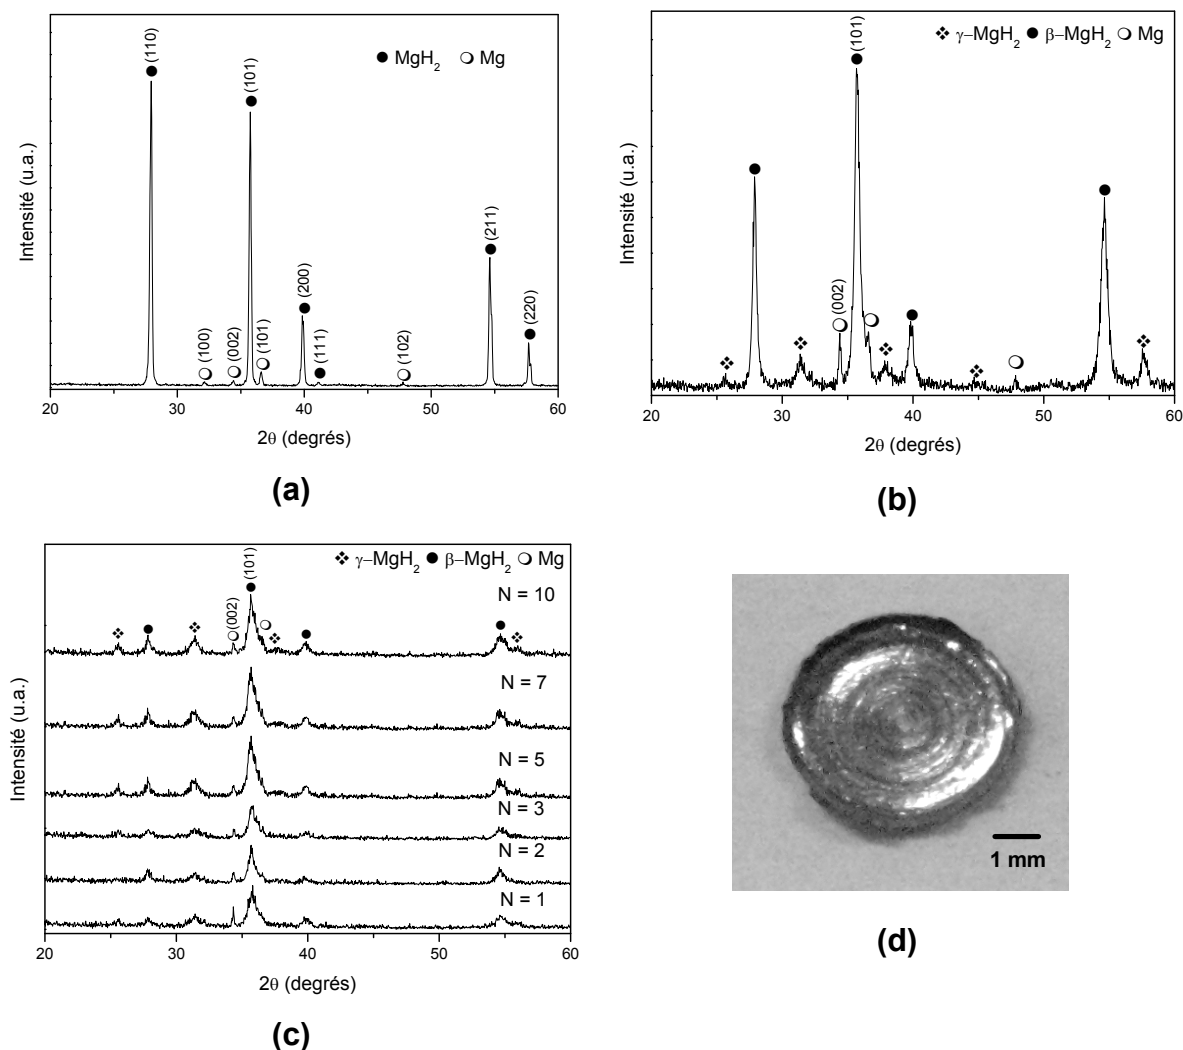 ● MgH2 ○ Mg
(110)
(100)
(002)
(101)
(101)
(200)
(111)
(102)
(211)
(220)
Intensité (u.a.)
20 30 40 50 60
2θ (degrés)
(a)
❖ γ–MgH2 ● β–MgH2 ○ Mg
(101)
(002)
Intensité (u.a.)
20 30 40 50 60
2θ (degrés)
(b)
❖ γ–MgH2 ● β–MgH2 ○ Mg
(101)
(002)
N = 10
N = 7
N = 5
N = 3
N = 2
N = 1
Intensité (u.a.)
20 30 40 50 60
2θ (degrés)
(c)
1 mm
(d)